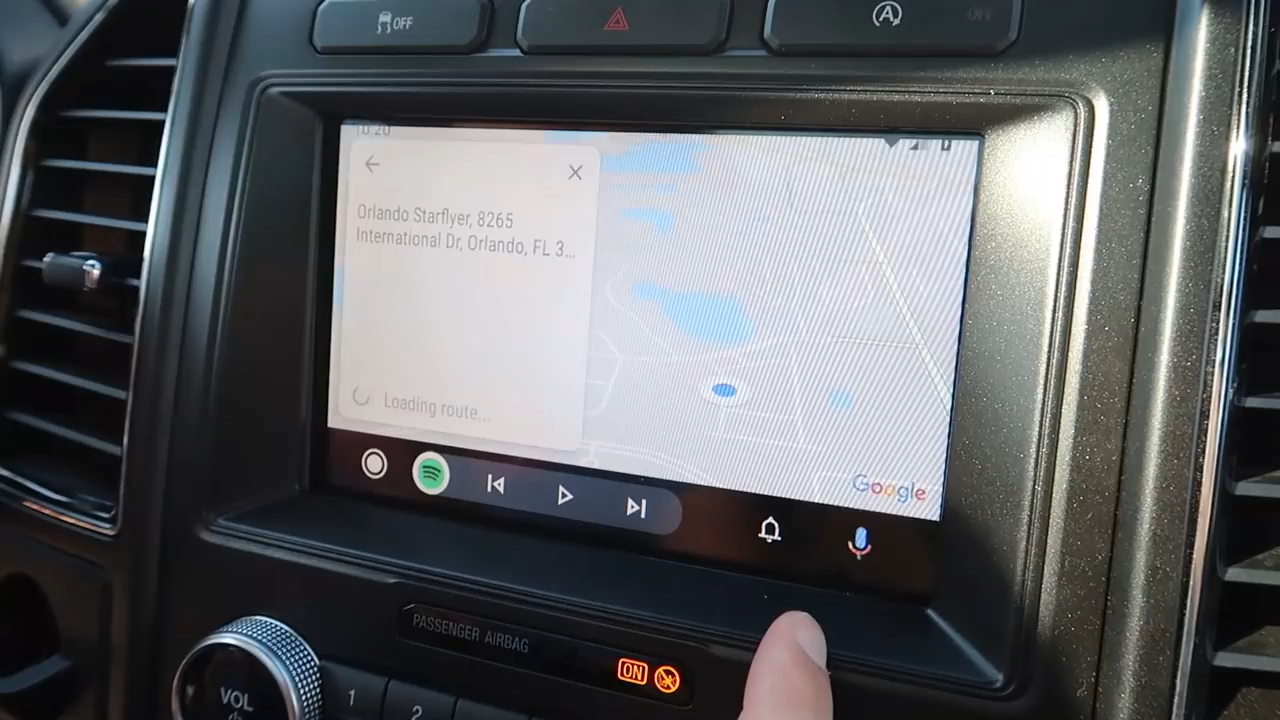 OFF
OFF
10:20
Orlando Starflyer, 8265
International Dr, Orlando, FL 3...
Loading route...
Google
PASSENGER AIRBAG
ON
VOL
1
2